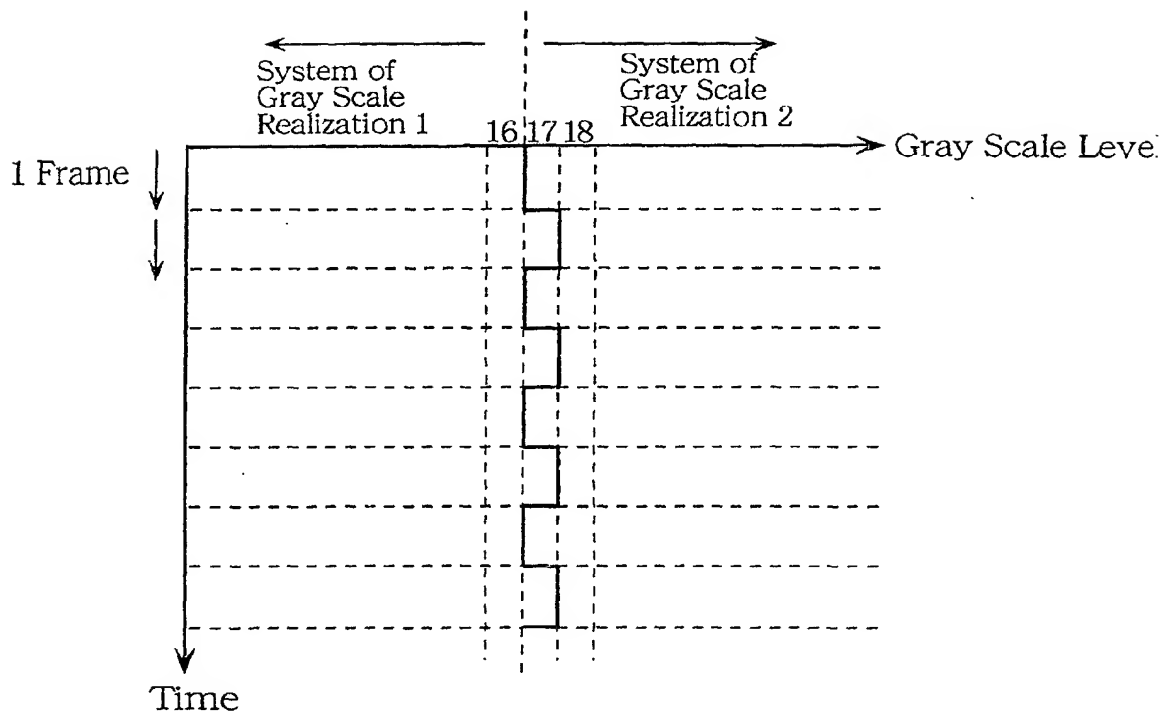 System of
Gray Scale
Realization 1
System of
Gray Scale
Realization 2
16 17 18
Gray Scale Leve
1 Frame
Time